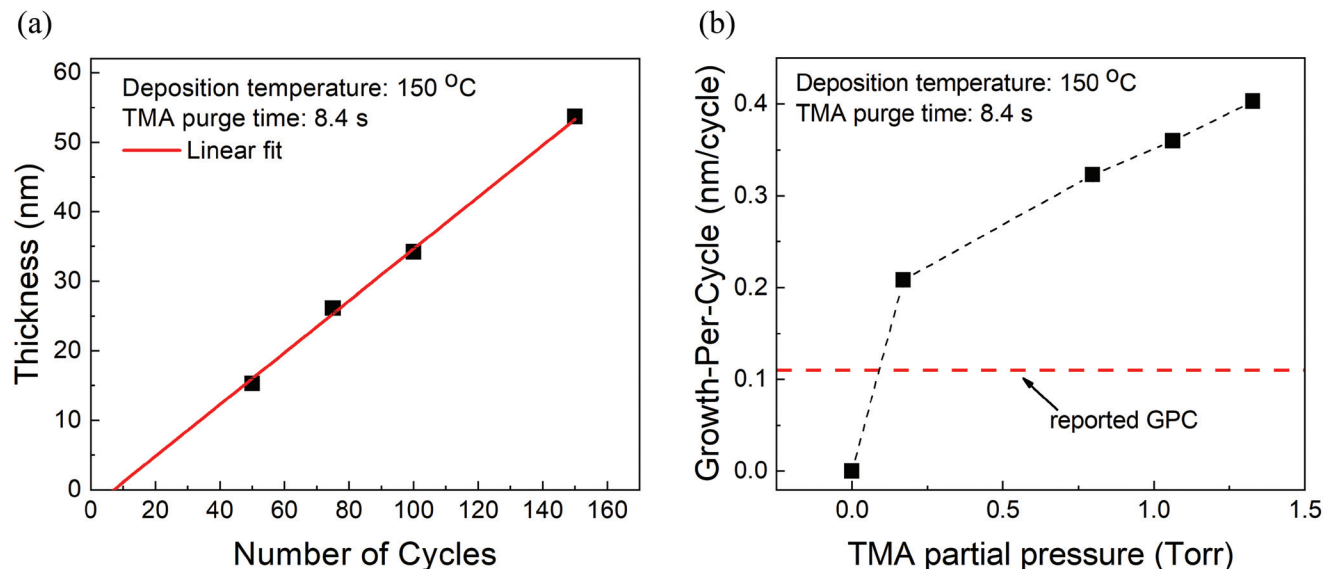 (a)
Deposition temperature: 150 °C
TMA purge time: 8.4 s
Linear fit
Thickness (nm)
60
50
40
30
20
10
0
0 20 40 60 80 100 120 140 160
Number of Cycles
(b)
Deposition temperature: 150 °C
TMA purge time: 8.4 s
Growth-Per-Cycle (nm/cycle)
0.4
0.3
0.2
0.1
0.0
reported GPC
0.0 0.5 1.0 1.5
TMA partial pressure (Torr)